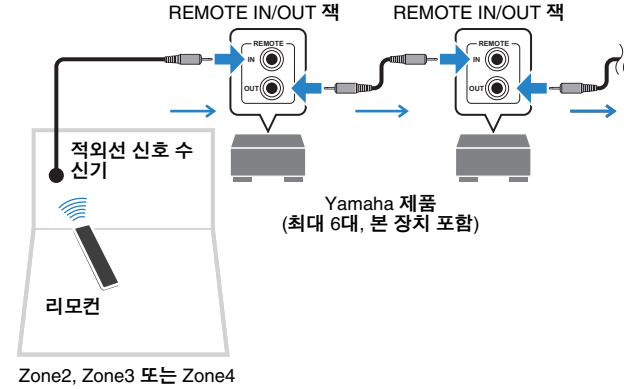 REMOTE IN/OUT 잭
REMOTE IN/OUT 잭
REMOTE
IN
OUT
REMOTE
IN
OUT
적외선 신호 수
신기
Yamaha 제품
(최대 6대, 본 장치 포함)
리모컨
Zone2, Zone3 또는 Zone4